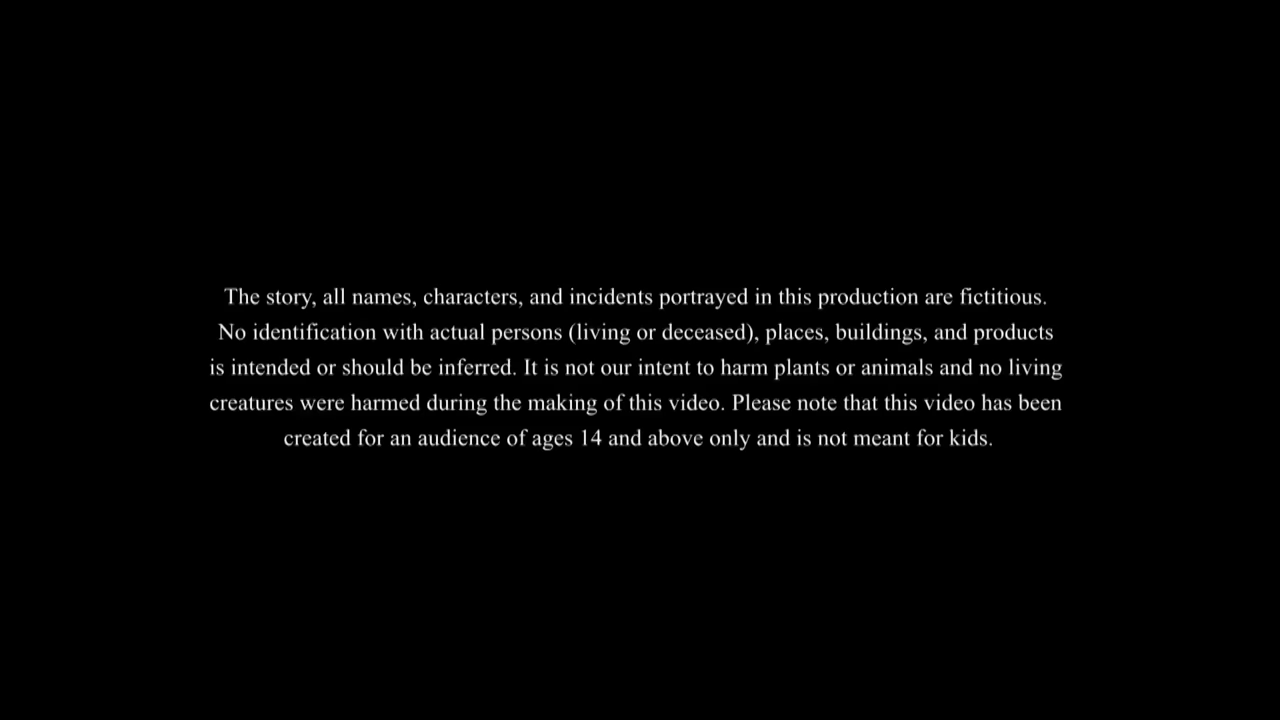 The story, all names, characters, and incidents portrayed in this production are fictitious.
No identification with actual persons (living or deceased), places, buildings, and products
is intended or should be inferred. It is not our intent to harm plants or animals and no living
creatures were harmed during the making of this video. Please note that this video has been
created for an audience of ages 14 and above only and is not meant for kids.